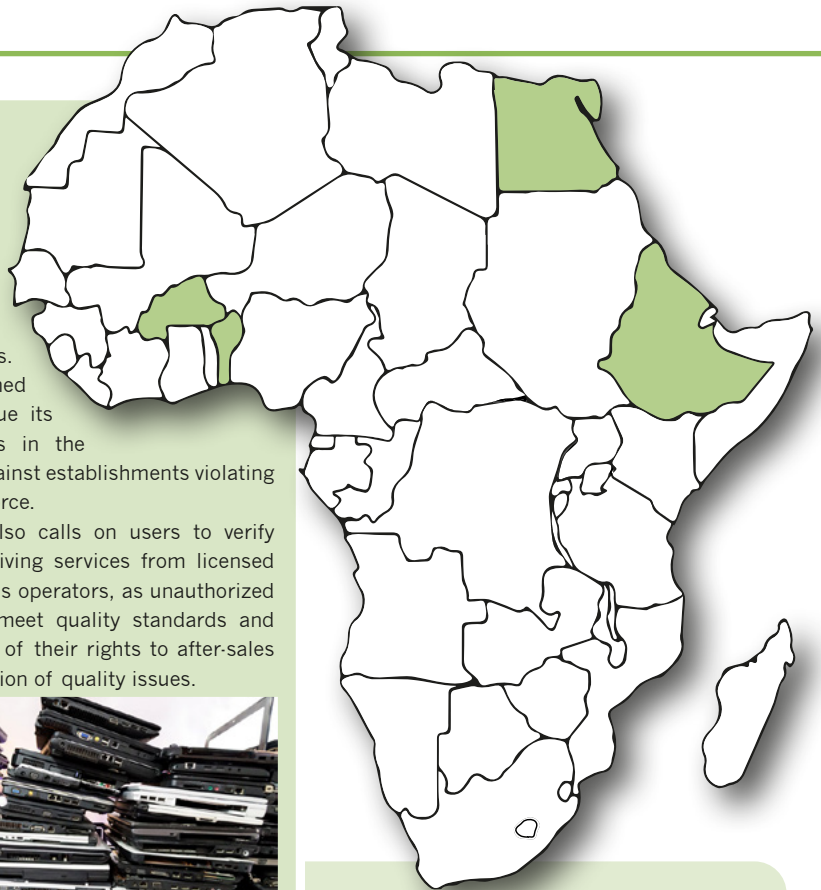 s.
ned
ue its
s in the
ainst establishments violating
rce.
lso calls on users to verify
iving services from licensed
s operators, as unauthorized
meet quality standards and
of their rights to after-sales
ion of quality issues.